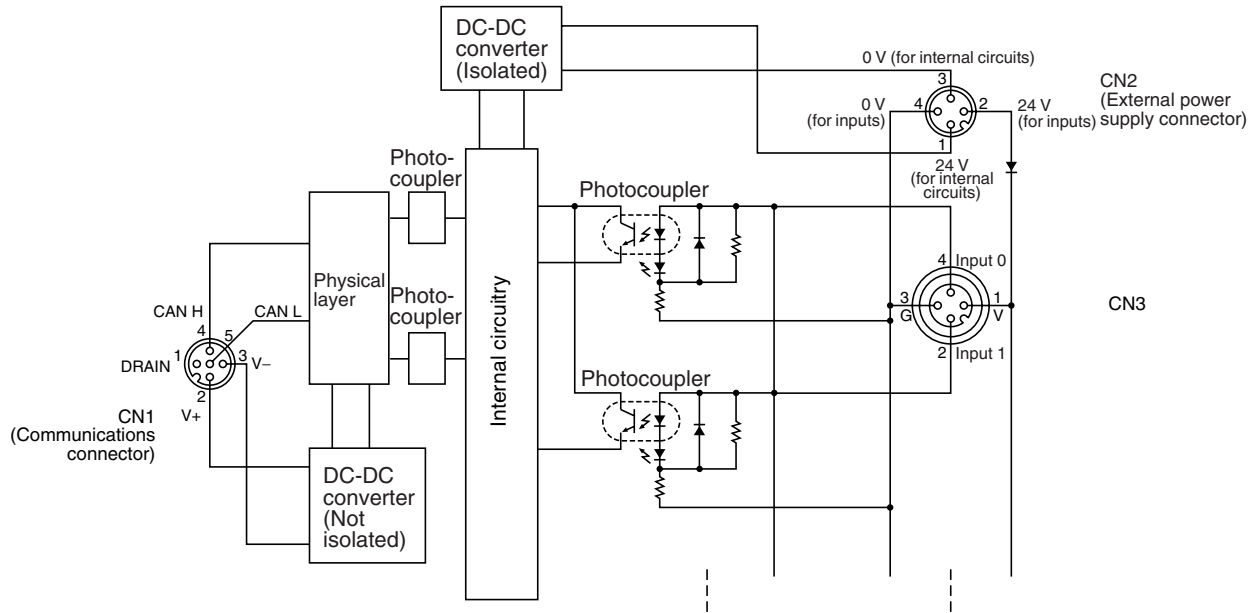 DC-DC
converter
(Isolated)
0 V (for internal circuits)
3
CN2
(External power
supply connector)
0 V
(for inputs)
4
2
24 V
(for inputs)
1
24 V
(for internal
circuits)
Photo-
coupler
Photocoupler
Physical
layer
Internal circuitry
4
Input 0
Photo-
coupler
3
G
1
V
CN3
CAN H
CAN L
4
5
DRAIN
1
3
V–
2
V+
2
Input 1
Photocoupler
CN1
(Communications
connector)
DC-DC
converter
(Not
isolated)